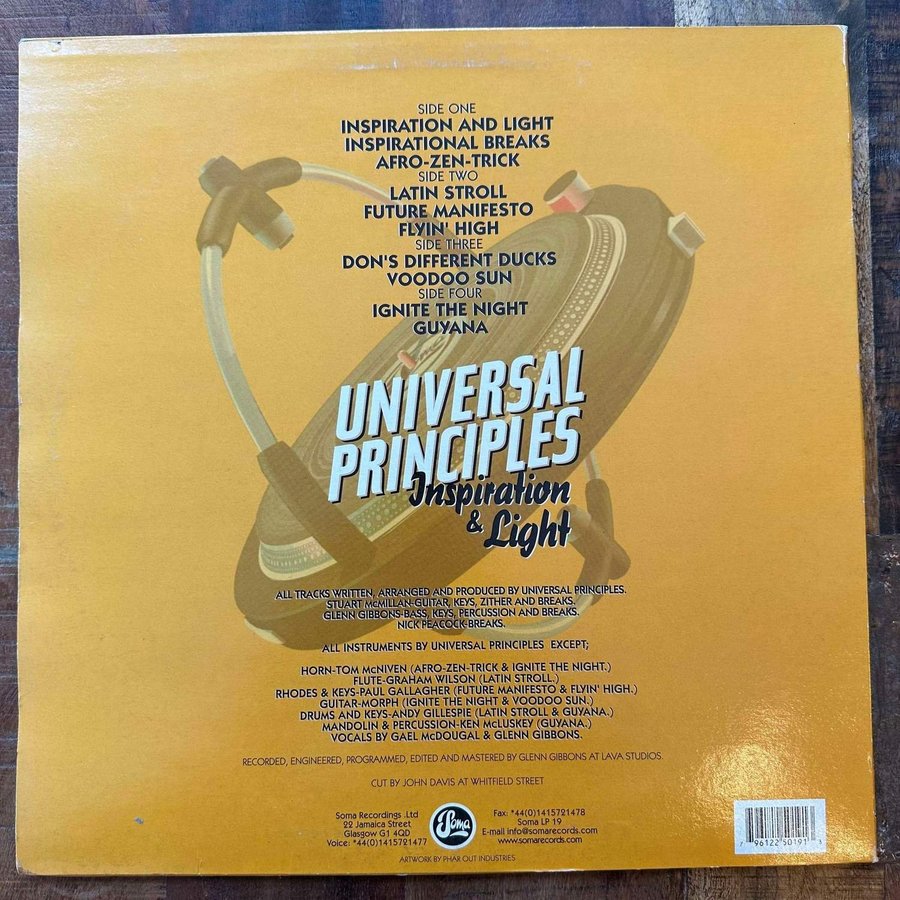 SIDE ONE
INSPIRATION AND LIGHT
INSPIRATIONAL BREAKS
AFRO-ZEN-TRICK
SIDE TWO
LATIN STROLL
FUTURE MANIFESTO
FLYIN' HIGH
SIDE THREE
DON'S DIFFERENT DUCKS
VOODOO SUN
SIDE FOUR
IGNITE THE NIGHT
GUYANA
UNIVERSAL
PRINCIPLES
Inspiration
& Light
ALL TRACKS WRITTEN, ARRANGED AND PRODUCED BY UNIVERSAL PRINCIPLES.
STUART McMILLAN-GUITAR, KEYS, ZITHER AND BREAKS.
GLENN GIBBONS-BASS, KEYS, PERCUSSION AND BREAKS.
NICK PEACOCK-BREAKS.
ALL INSTRUMENTS BY UNIVERSAL PRINCIPLES EXCEPT;
HORN-TOM McNIVEN (AFRO-ZEN-TRICK & IGNITE THE NIGHT.)
FLUTE-GRAHAM WILSON (LATIN STROLL.)
RHODES & KEYS-PAUL GALLAGHER (FUTURE MANIFESTO & FLYIN' HIGH.)
GUITAR-MORPH (IGNITE THE NIGHT & VOODOO SUN.)
DRUMS AND KEYS-ANDY GILLESPIE (LATIN STROLL & GUYANA.)
MANDOLIN & PERCUSSION-KEN McLUSKEY (GUYANA.)
VOCALS BY GAEL McDOUGAL & GLENN GIBBONS.
RECORDED, ENGINEERED, PROGRAMMED, EDITED AND MASTERED BY GLENN GIBBONS AT LAVA STUDIOS.
CUT BY JOHN DAVIS AT WHITFIELD STREET
Soma Recordings .Ltd
22 Jamaica Street
Glasgow G1 4QD
Voice: *44(0)1415721477
Soma
Fax: *44(0)1415721478
Soma LP 19
E-mail info@somarecords.com
www.somarecords.com
ARTWORK BY PHAR OUT INDUSTRIES
7 96122 50191 3